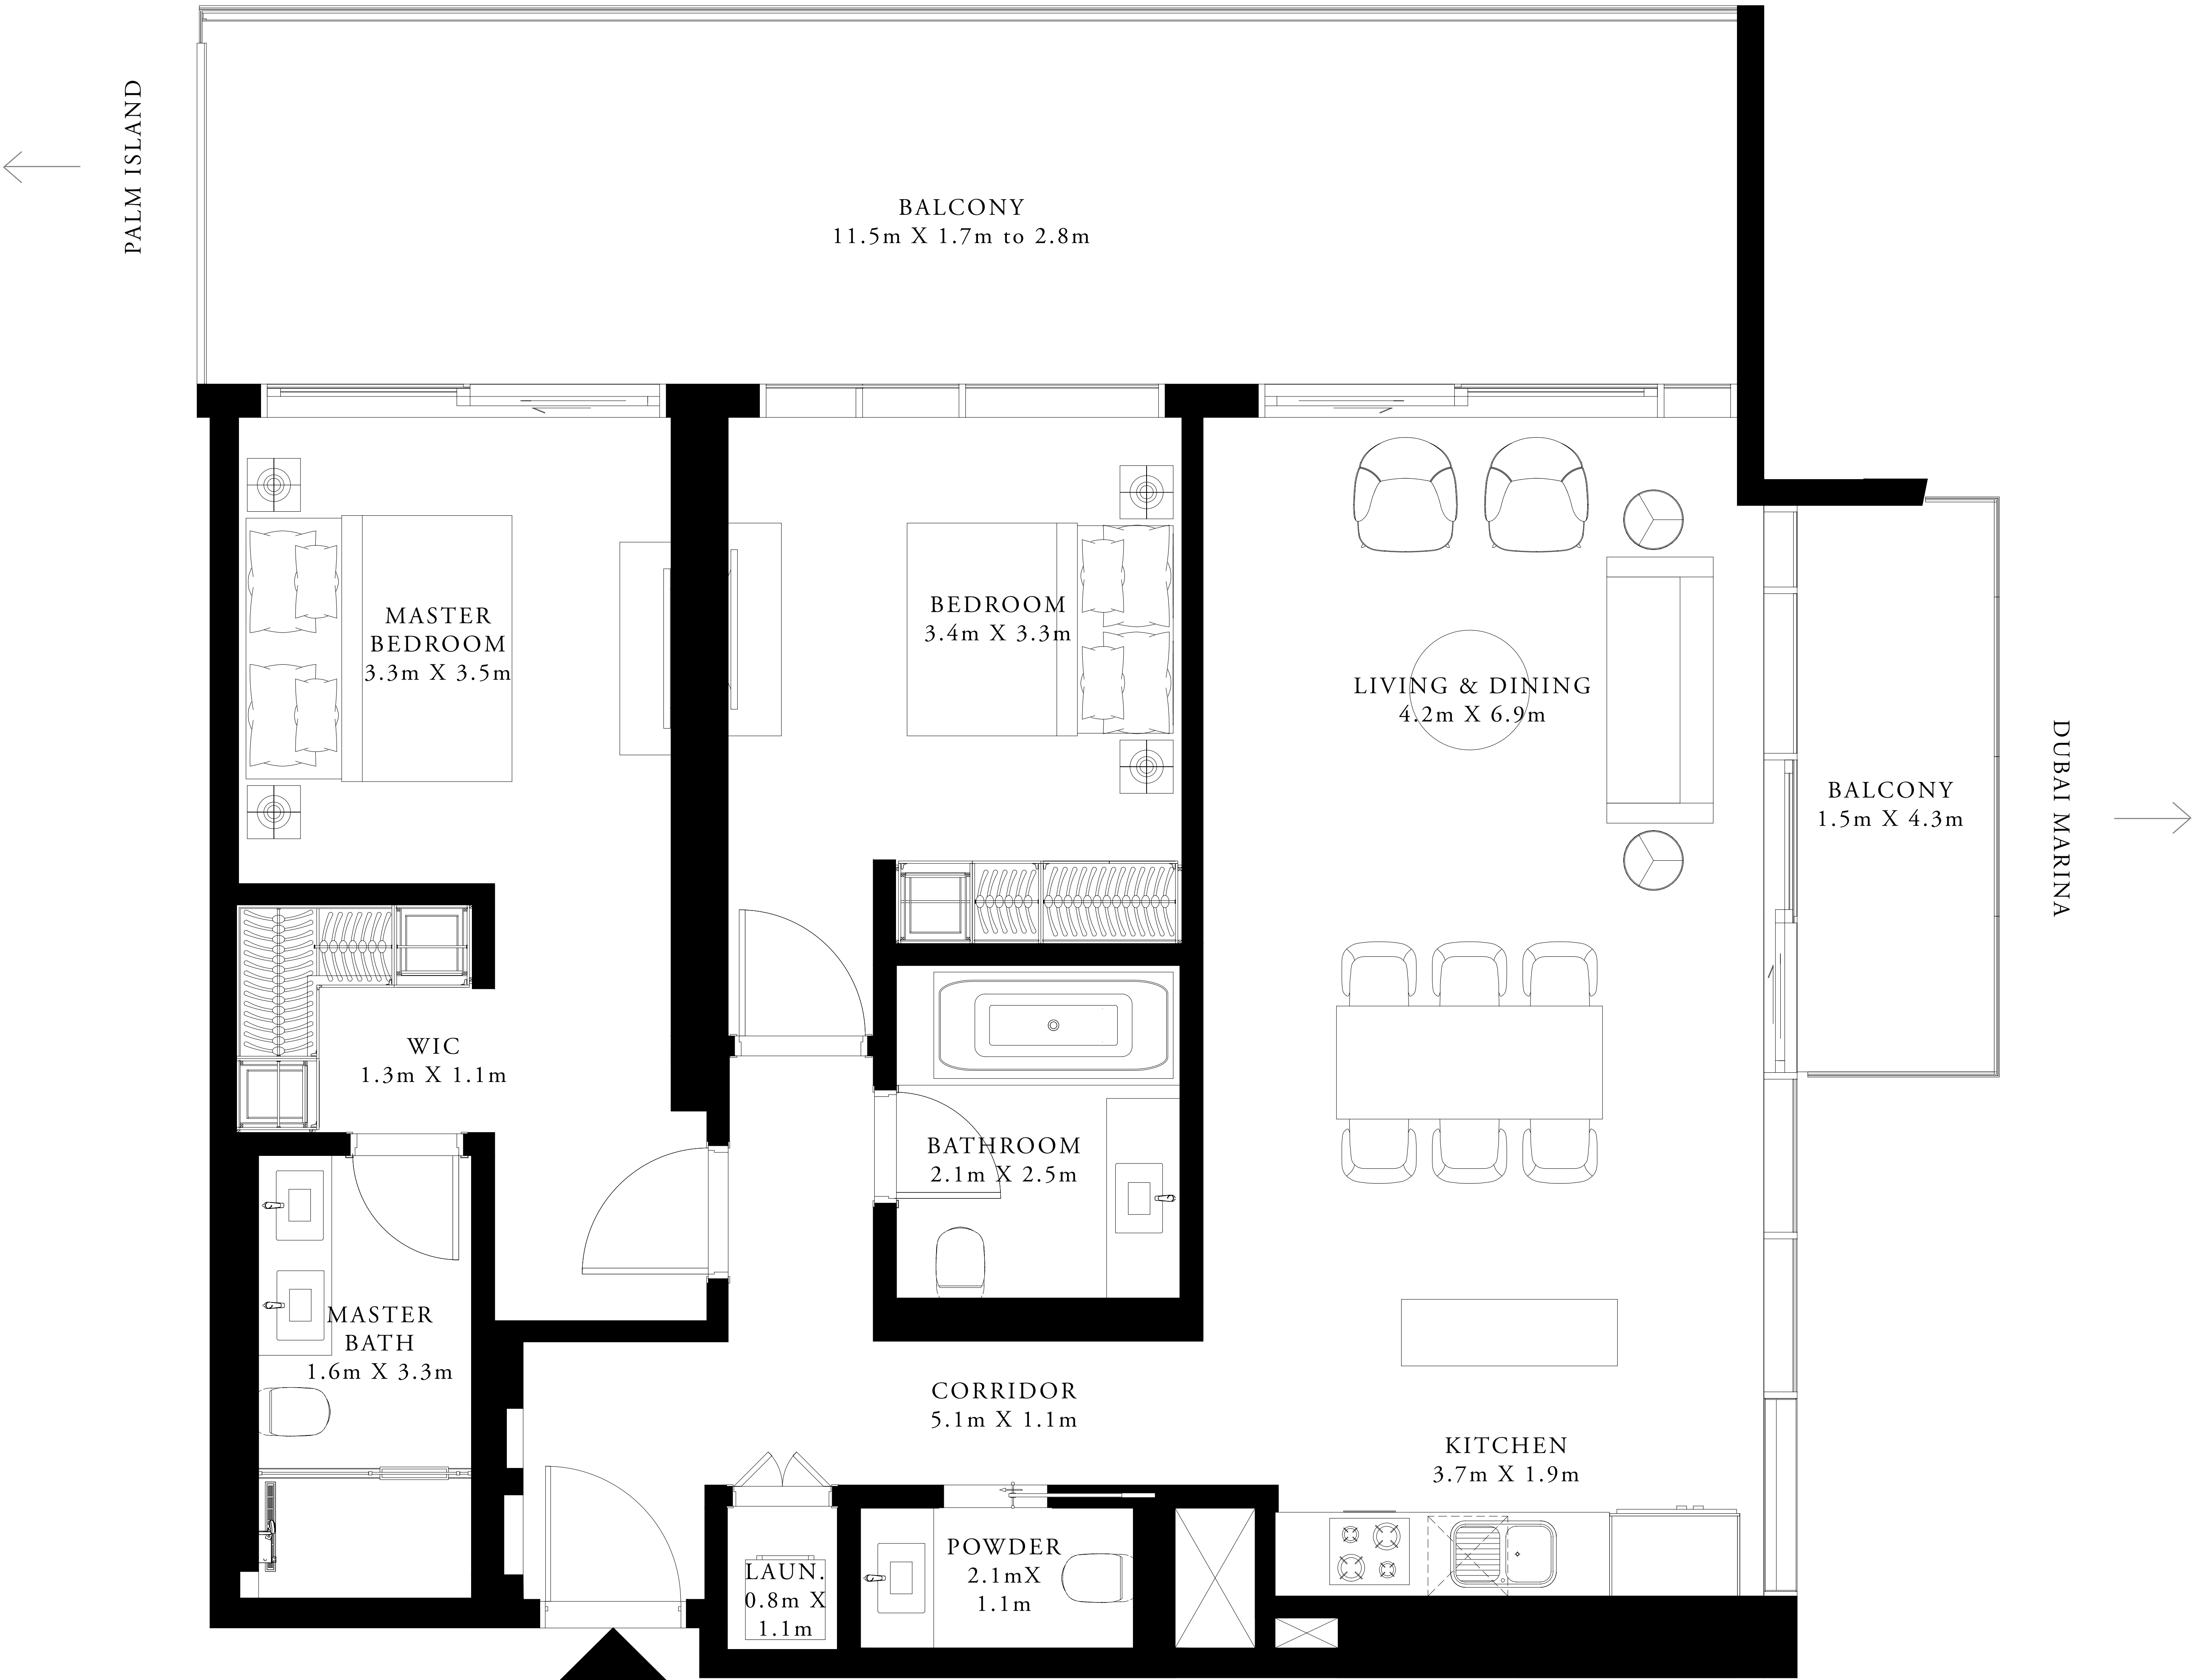 PALM ISLAND
BALCONY
11.5m X 1.7m to 2.8m
MASTER
BEDROOM
3.3m X 3.5m
BEDROOM
3.4m X 3.3m
LIVING & DINING
4.2m X 6.9m
BALCONY
1.5m X 4.3m
DUBAI MARINA
WIC
1.3m X 1.1m
BATHROOM
2.1m X 2.5m
MASTER
BATH
1.6m X 3.3m
CORRIDOR
5.1m X 1.1m
KITCHEN
3.7m X 1.9m
LAUN.
0.8m X
1.1m
POWDER
2.1mX
1.1m